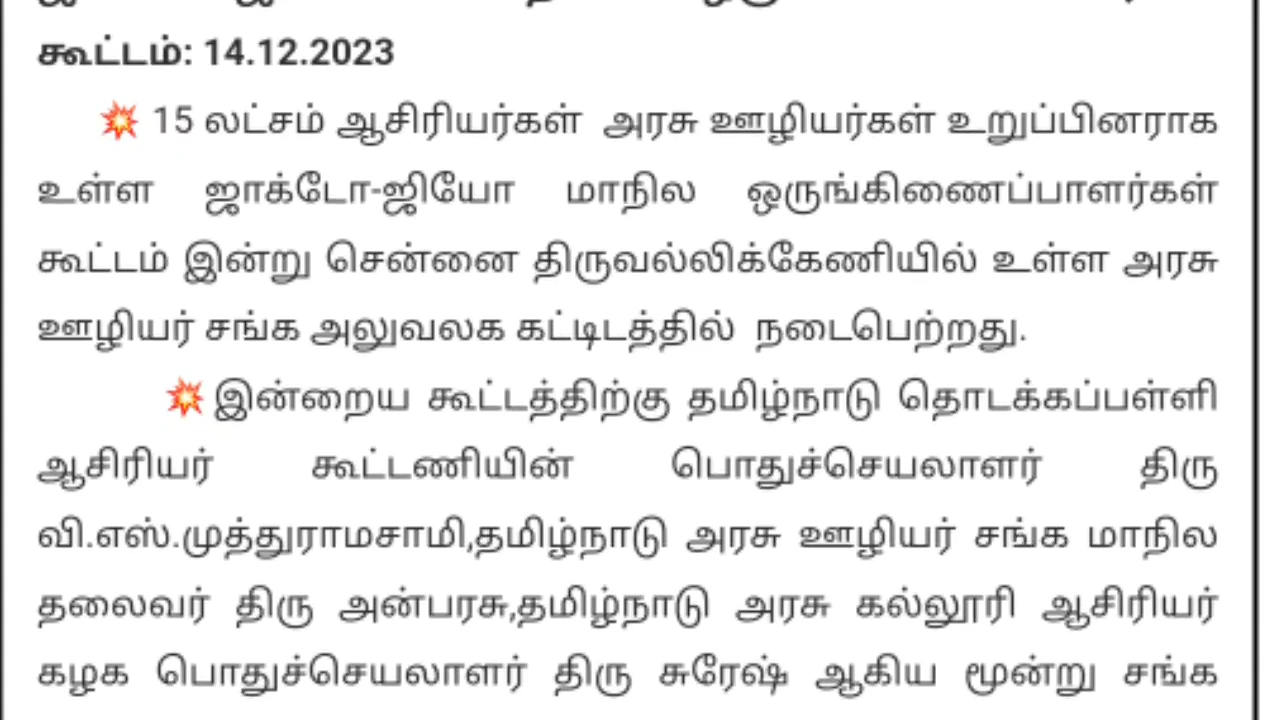 கூட்டம்: 14.12.2023
💥 15 லட்சம் ஆசிரியர்கள் அரசு ஊழியர்கள் உறுப்பினராக
உள்ள ஜாக்டோ-ஜியோ மாநில ஒருங்கிணைப்பாளர்கள்
கூட்டம் இன்று சென்னை திருவல்லிக்கேணியில் உள்ள அரசு
ஊழியர் சங்க அலுவலக கட்டிடத்தில் நடைபெற்றது.
💥இன்றைய கூட்டத்திற்கு தமிழ்நாடு தொடக்கப்பள்ளி
ஆசிரியர் கூட்டணியின் பொதுச்செயலாளர் திரு
வி.எஸ்.முத்துராமசாமி,தமிழ்நாடு அரசு ஊழியர் சங்க மாநில
தலைவர் திரு அன்பரசு,தமிழ்நாடு அரசு கல்லூரி ஆசிரியர்
கழக பொதுச்செயலாளர் திரு சுரேஷ் ஆகிய மூன்று சங்க